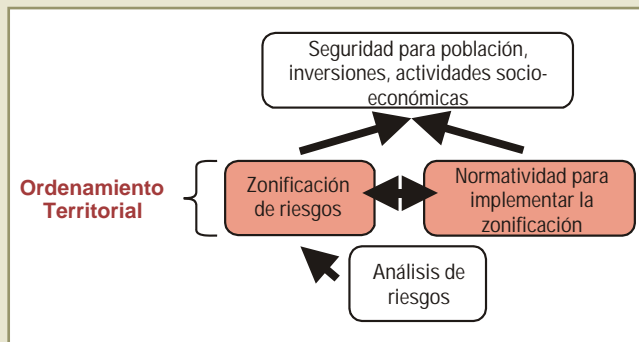 Seguridad para población,
inversiones, actividades socio-
económicas
Ordenamiento
Territorial
Zonificación
de riesgos
Normatividad para
implementar la
zonificación
Análisis de
riesgos